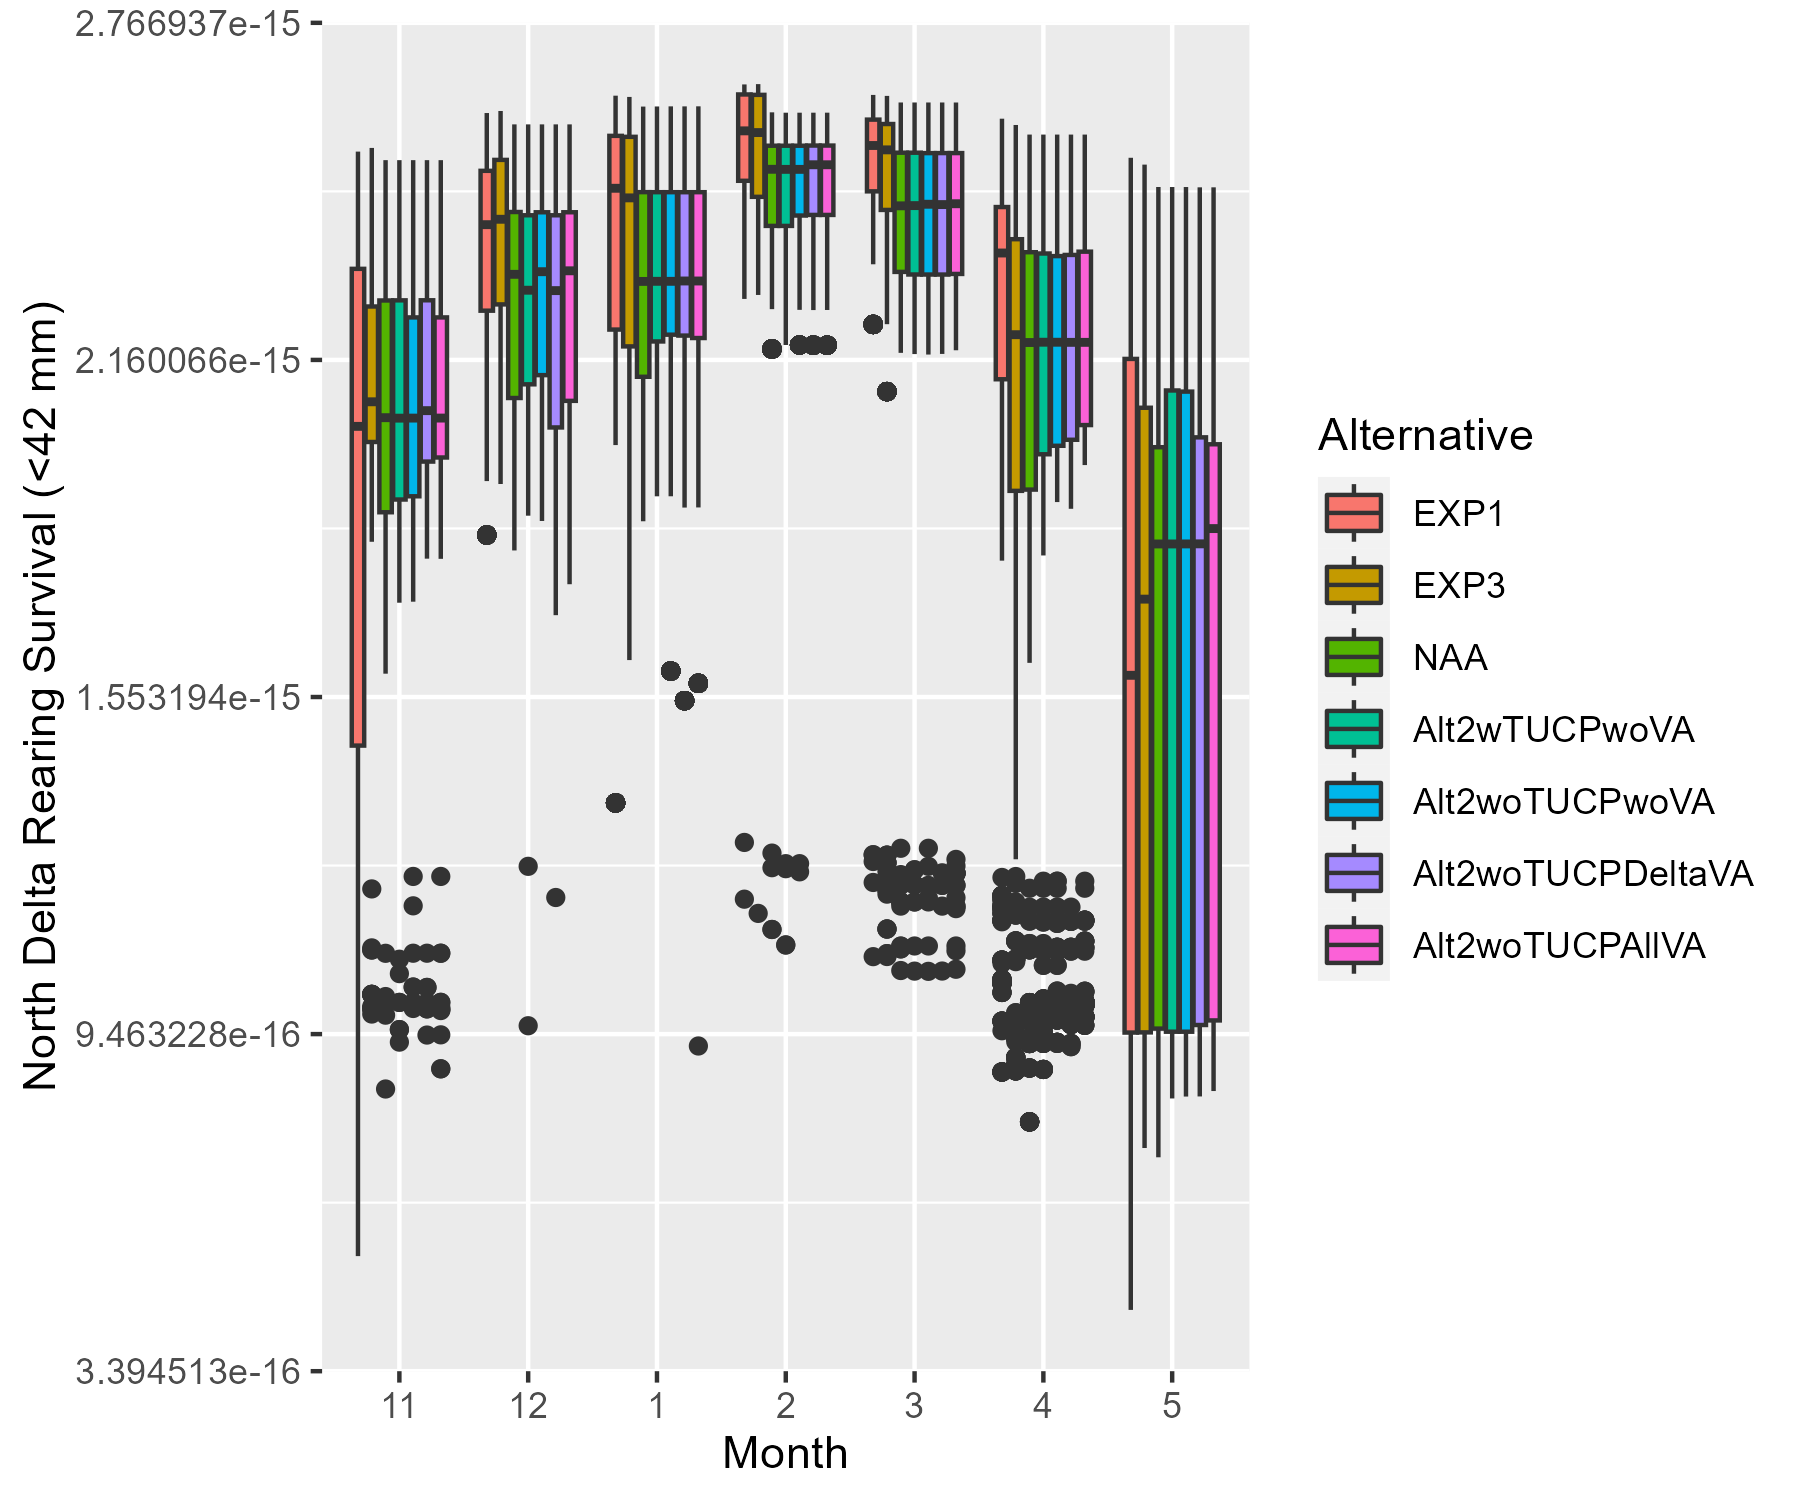 North Delta Rearing Survival (<42 mm)
2.766937e-15
2.160066e-15
1.553194e-15
9.463228e-16
3.394513e-16
11 12 1 2 3 4 5
Month
Alternative
EXP1
EXP3
NAA
Alt2wTUCPwoVA
Alt2woTUCPwoVA
Alt2woTUCPDeltaVA
Alt2woTUCPAllVA